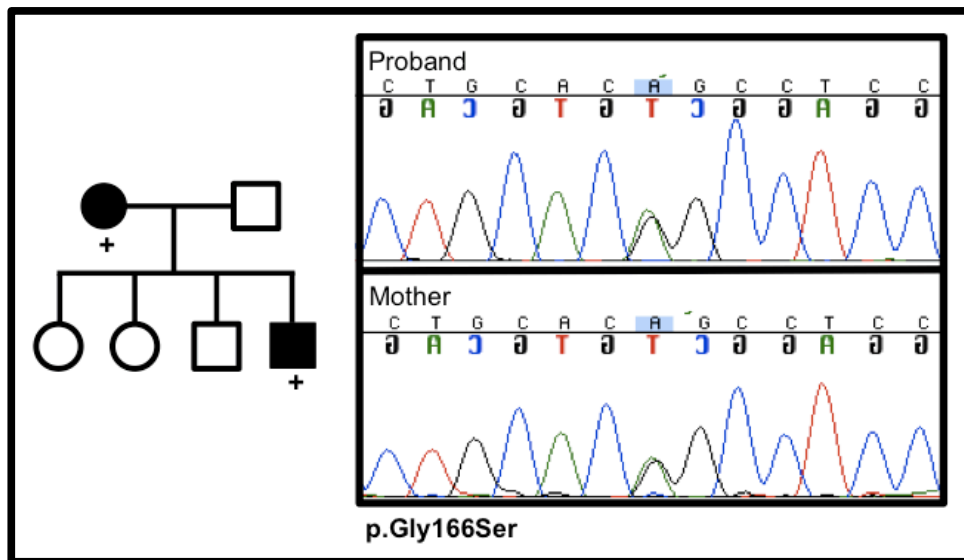 Proband
C T G C A C A G C C T C C
G A C G T G T C G G A G G
+
+
Mother
C T G C A C A G C C T C C
G A C G T G T C G G A G G
p.Gly166Ser